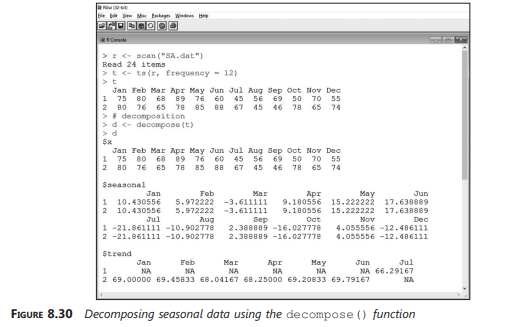 RGui (32-bit)
File Edit View Misc Packages Windows Help
R Console
> r <- scan("SA.dat")
Read 24 items
> t <- ts(r, frequency = 12)
> t
Jan Feb Mar Apr May Jun Jul Aug Sep Oct Nov Dec
1 75 80 68 89 76 60 45 56 69 50 70 55
2 80 76 65 78 85 88 67 45 46 78 65 74
> # decomposition
> d <- decompose(t)
> d
$x
Jan Feb Mar Apr May Jun Jul Aug Sep Oct Nov Dec
1 75 80 68 89 76 60 45 56 69 50 70 55
2 80 76 65 78 85 88 67 45 46 78 65 74
$seasonal
Jan Feb Mar Apr May Jun
1 10.430556 5.972222 -3.611111 9.180556 15.222222 17.638889
2 10.430556 5.972222 -3.611111 9.180556 15.222222 17.638889
Jul Aug Sep Oct Nov Dec
1 -21.861111 -10.902778 2.388889 -16.027778 4.055556 -12.486111
2 -21.861111 -10.902778 2.388889 -16.027778 4.055556 -12.486111
$trend
Jan Feb Mar Apr May Jun Jul
1 NA NA NA NA NA NA 66.29167
2 69.00000 69.45833 68.04167 68.25000 69.20833 69.79167 NA
FIGURE 8.30 Decomposing seasonal data using the decompose() function